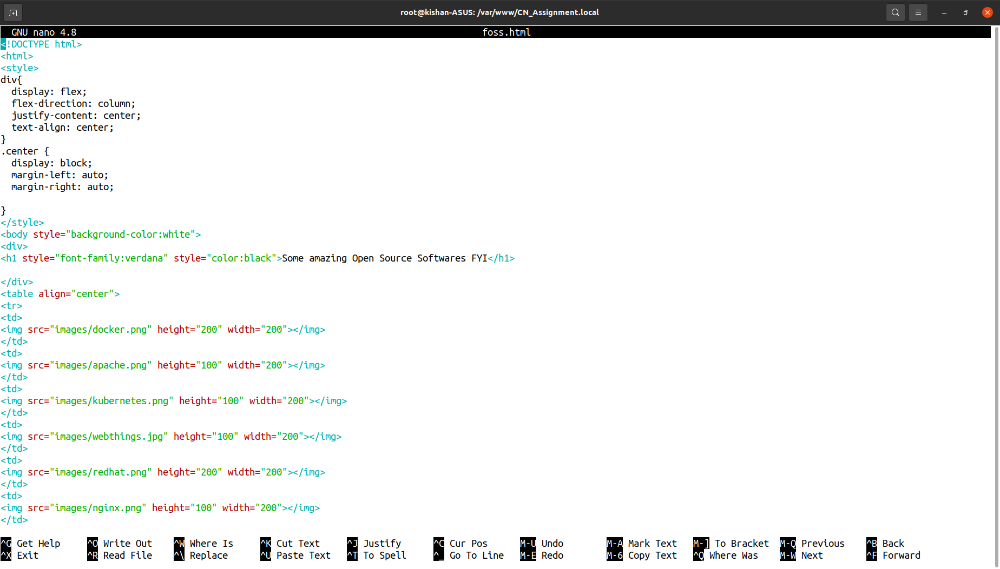 root@kishan-ASUS: /var/www/CN_Assignment.local
GNU nano 4.8 foss.html
<!DOCTYPE html>
<html>
<style>
div{
  display: flex;
  flex-direction: column;
  justify-content: center;
  text-align: center;
}
.center {
  display: block;
  margin-left: auto;
  margin-right: auto;

}
</style>
<body style="background-color:white">
<div>
<h1 style="font-family:verdana" style="color:black">Some amazing Open Source Softwares FYI</h1>

</div>
<table align="center">
<tr>
<td>
<img src="images/docker.png" height="200" width="200"></img>
</td>
<td>
<img src="images/apache.png" height="100" width="200"></img>
</td>
<td>
<img src="images/kubernetes.png" height="100" width="200"></img>
</td>
<td>
<img src="images/webthings.jpg" height="100" width="200"></img>
</td>
<td>
<img src="images/redhat.png" height="200" width="200"></img>
</td>
<td>
<img src="images/nginx.png" height="100" width="200"></img>
</td>

^G Get Help ^O Write Out ^W Where Is ^K Cut Text ^J Justify ^C Cur Pos M-U Undo M-A Mark Text M-] To Bracket M-Q Previous ^B Back
^X Exit ^R Read File ^\ Replace ^U Paste Text ^T To Spell ^_ Go To Line M-E Redo M-6 Copy Text ^Q Where Was M-W Next ^F Forward